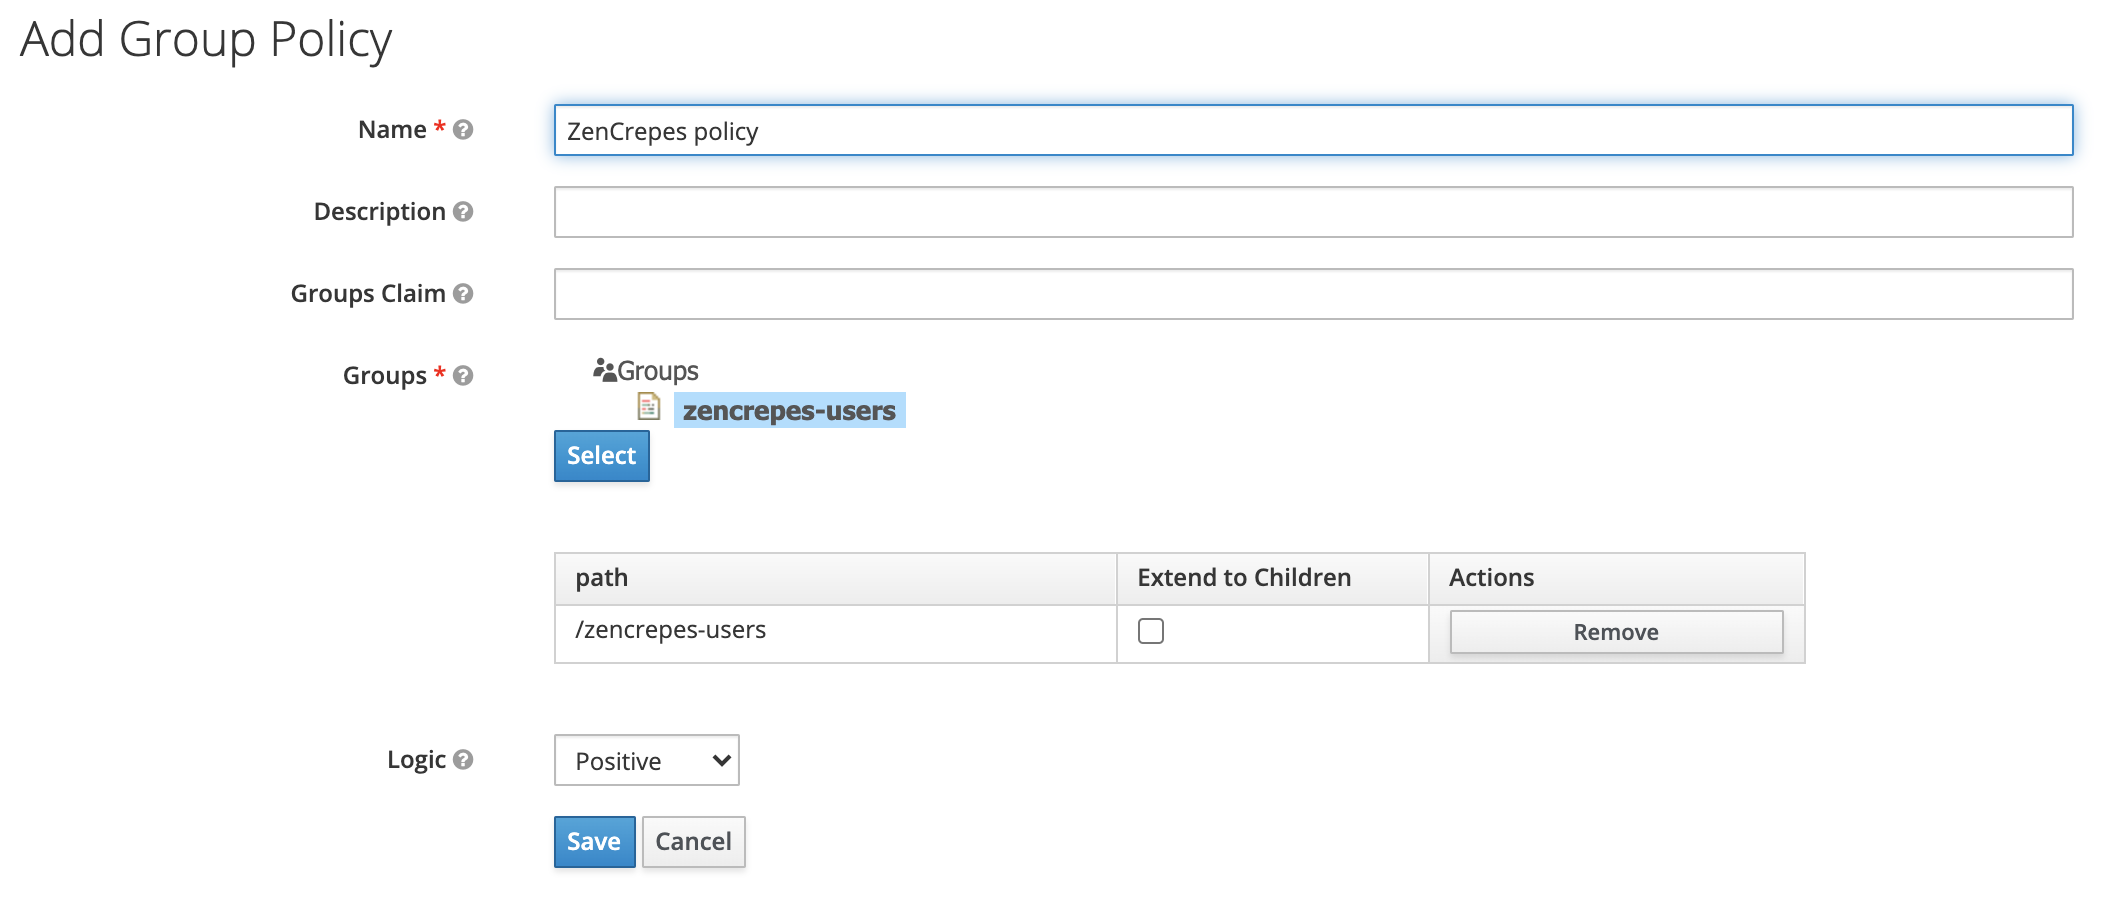 Add Group Policy
Name *
ZenCrepes policy
Description
Groups Claim
Groups *
Groups
zencrepes-users
Select
path Extend to Children Actions
/zencrepes-users Remove
Logic
Positive
Save Cancel